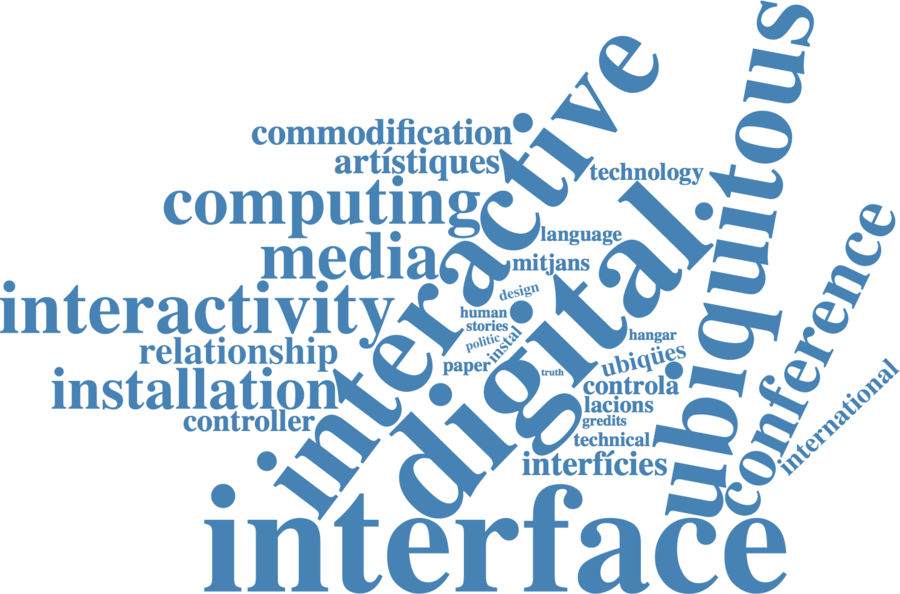 ubiquitous
interactive
commodification
artístiques
technology
computing
digital
language
media
mitjans
conference
interactivity
design
human
stories
politic
instal
hangar
relationship
ubiqües
paper
truth
installation
controla
international
lacions
controller
gredits
technical
interfícies
interface